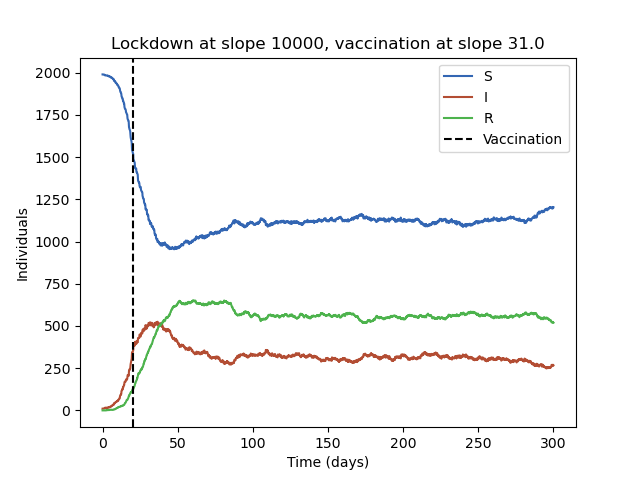 Lockdown at slope 10000, vaccination at slope 31.0
S
I
R
Vaccination
Individuals
2000
1750
1500
1250
1000
750
500
250
0
0 50 100 150 200 250 300
Time (days)